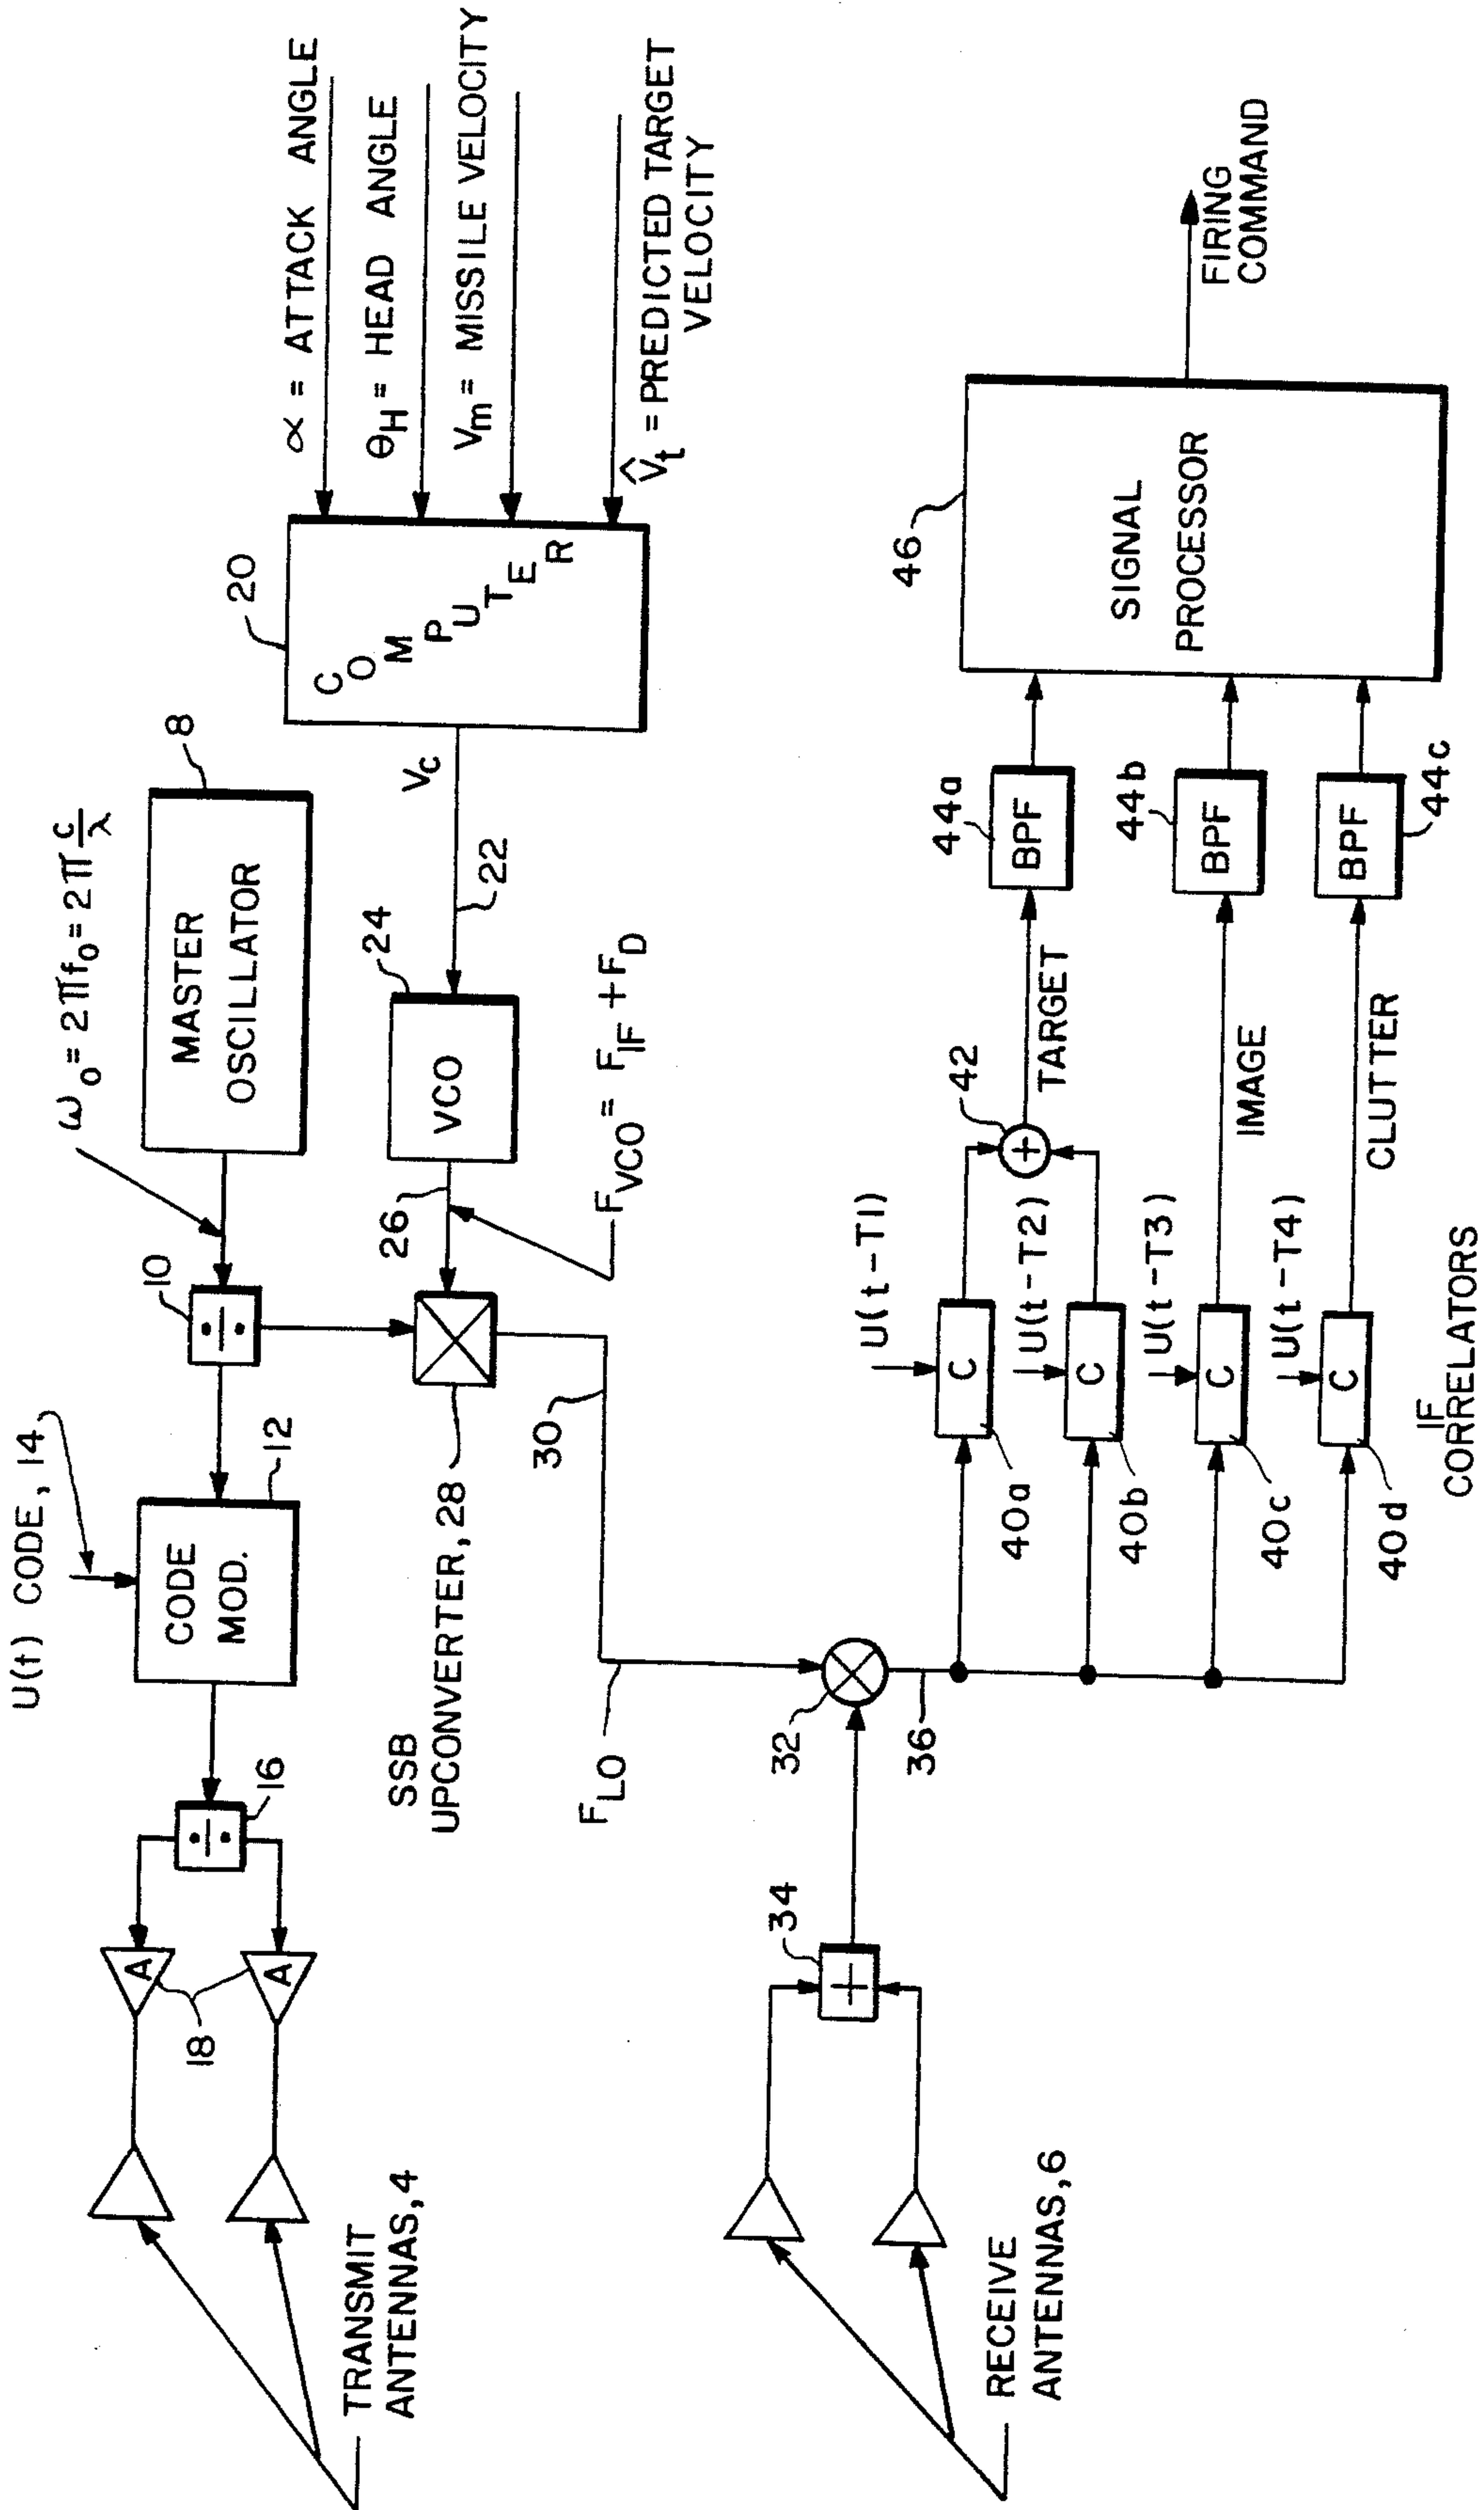 U(t) CODE, 14
ω₀ = 2πf₀ = 2π c/λ
10
8
MASTER
OSCILLATOR
CODE
MOD.
12
16
A
A
18
TRANSMIT
ANTENNAS, 4
20
COMPUTER
α = ATTACK ANGLE
θH = HEAD ANGLE
Vm = MISSILE VELOCITY
V̂t = PREDICTED TARGET
VELOCITY
Vc
22
24
VCO
26
FVCO = FIF + FD
SSB
UPCONVERTER, 28
30
FLO
32
34
36
RECEIVE
ANTENNAS, 6
U(t-T1)
C
40a
U(t-T2)
C
40b
U(t-T3)
C
40c
U(t-T4)
C
40d
IF
CORRELATORS
42
TARGET
IMAGE
CLUTTER
44a
BPF
44b
BPF
BPF
44c
46
SIGNAL
PROCESSOR
FIRING
COMMAND